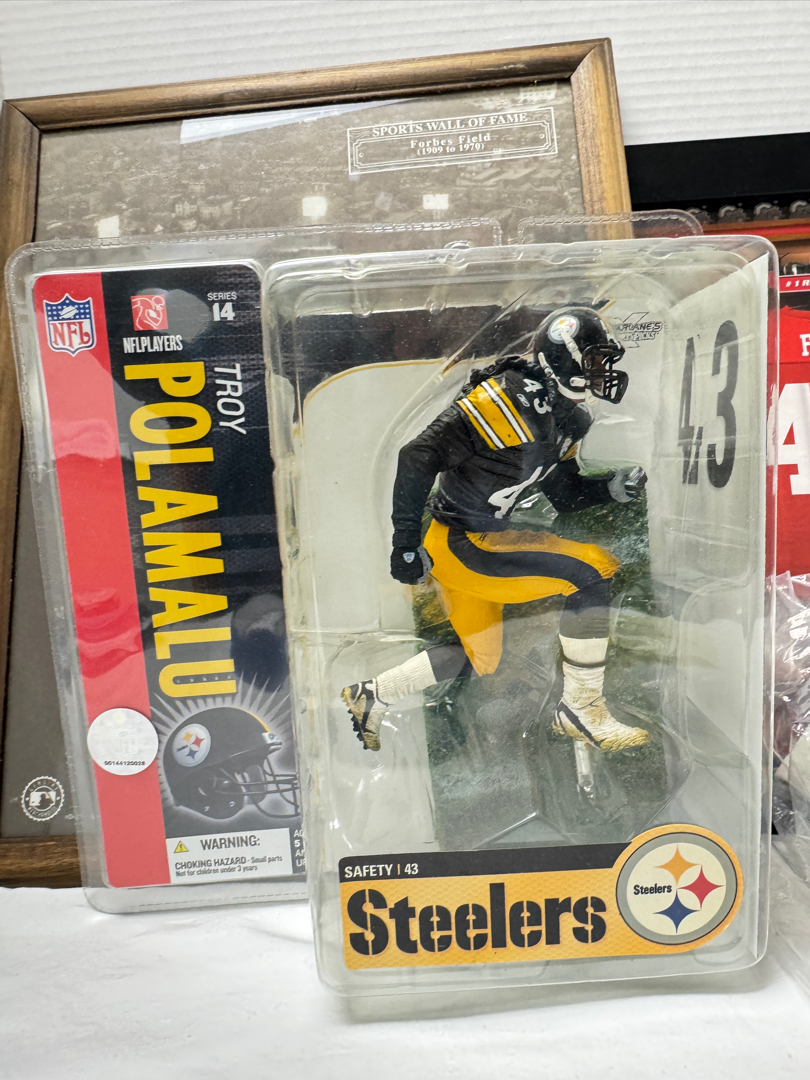 SPORTS WALL OF FAME
Forbes Field
(1909 to 1970)
NFL
NFLPLAYERS
SERIES
14
TROY
POLAMALU
00144120028
WARNING:
CHOKING HAZARD - Small parts
Not for children under 3 years
43
43
SAFETY | 43
Steelers
Steelers